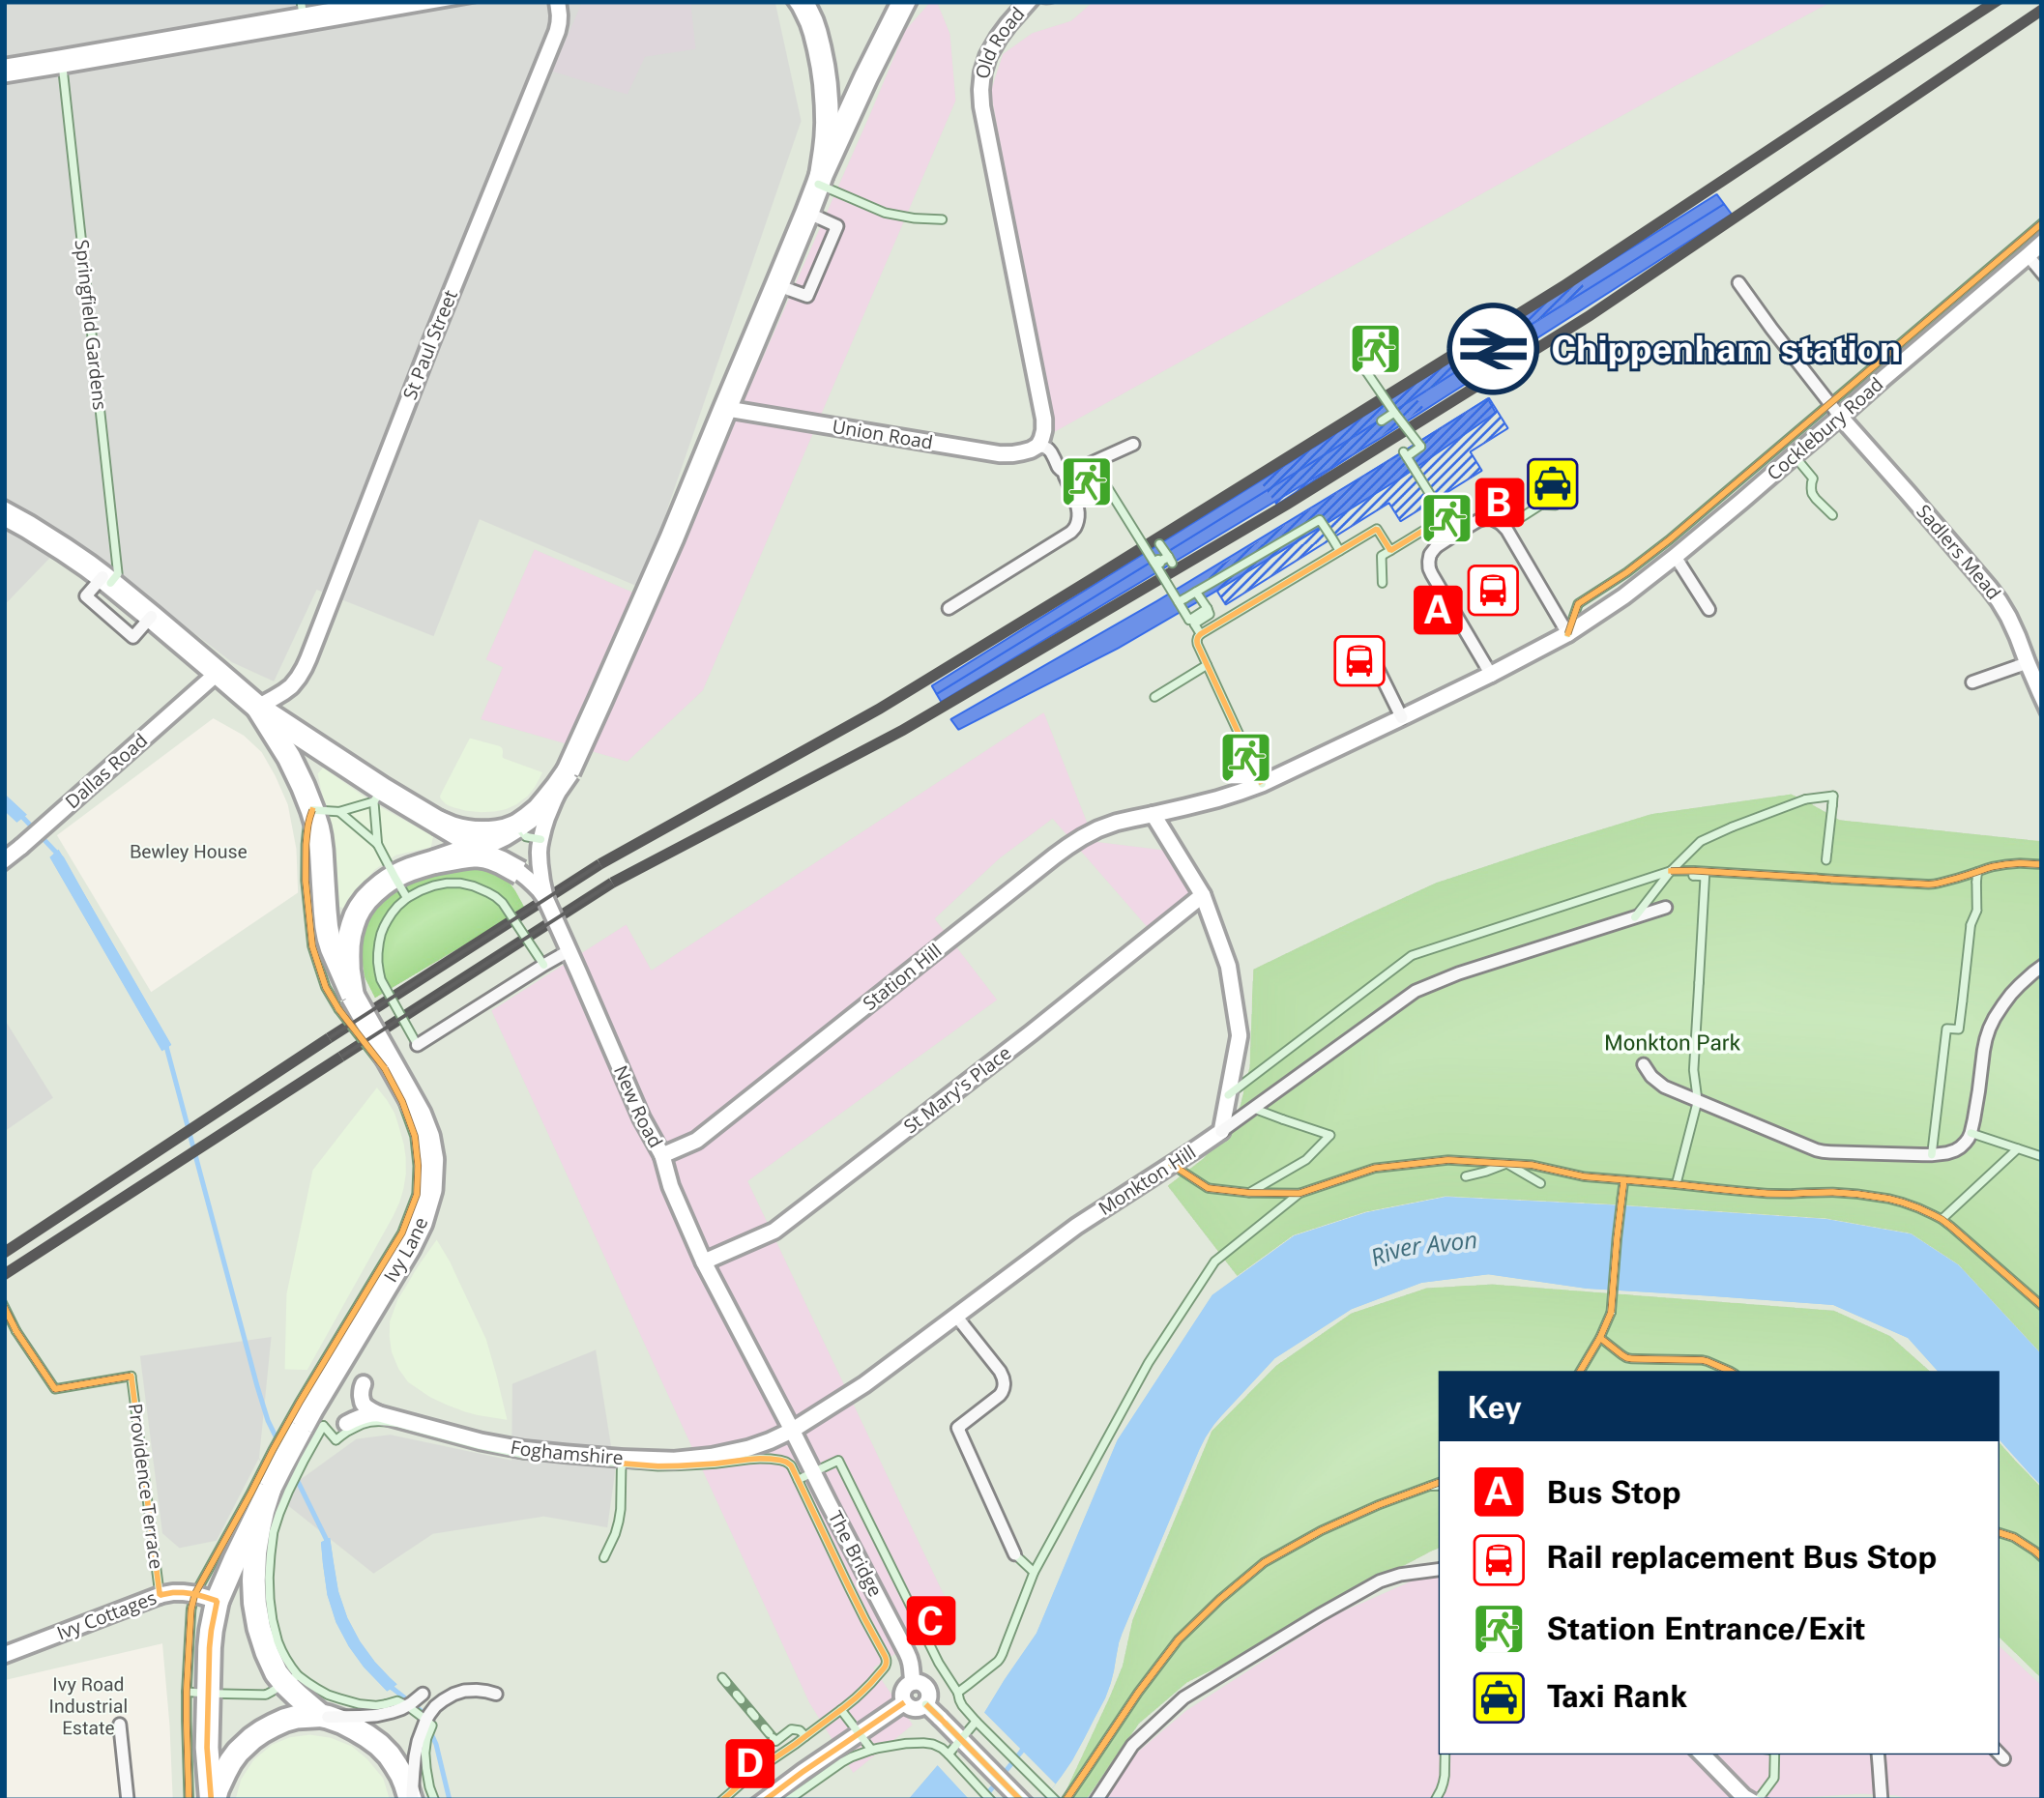 Old Road
Springfield Gardens
St Paul Street
Union Road
Chippenham station
Cocklebury Road
Sadlers Mead
B
A
Dallas Road
Bewley House
Station Hill
New Road
St Mary's Place
Monkton Park
Monkton Hill
Ivy Lane
River Avon
Providence Terrace
Foghamshire
The Bridge
Ivy Cottages
C
Ivy Road
Industrial
Estate
D
Key
A Bus Stop
Rail replacement Bus Stop
Station Entrance/Exit
Taxi Rank